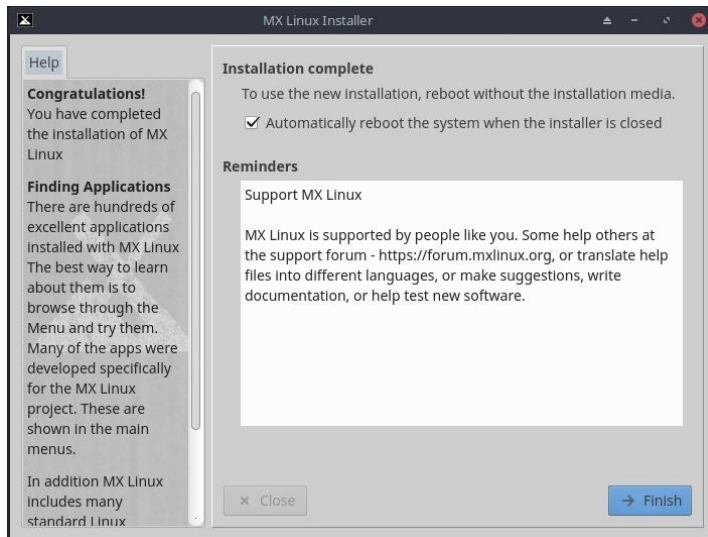 MX Linux Installer
Help
Congratulations!
You have completed
the installation of MX
Linux
Finding Applications
There are hundreds of
excellent applications
installed with MX Linux
The best way to learn
about them is to
browse through the
Menu and try them.
Many of the apps were
developed specifically
for the MX Linux
project. These are
shown in the main
menus.
In addition MX Linux
includes many
standard Linux
Installation complete
To use the new installation, reboot without the installation media.
Automatically reboot the system when the installer is closed
Reminders
Support MX Linux
MX Linux is supported by people like you. Some help others at
the support forum - https://forum.mxlinux.org, or translate help
files into different languages, or make suggestions, write
documentation, or help test new software.
Close
Finish